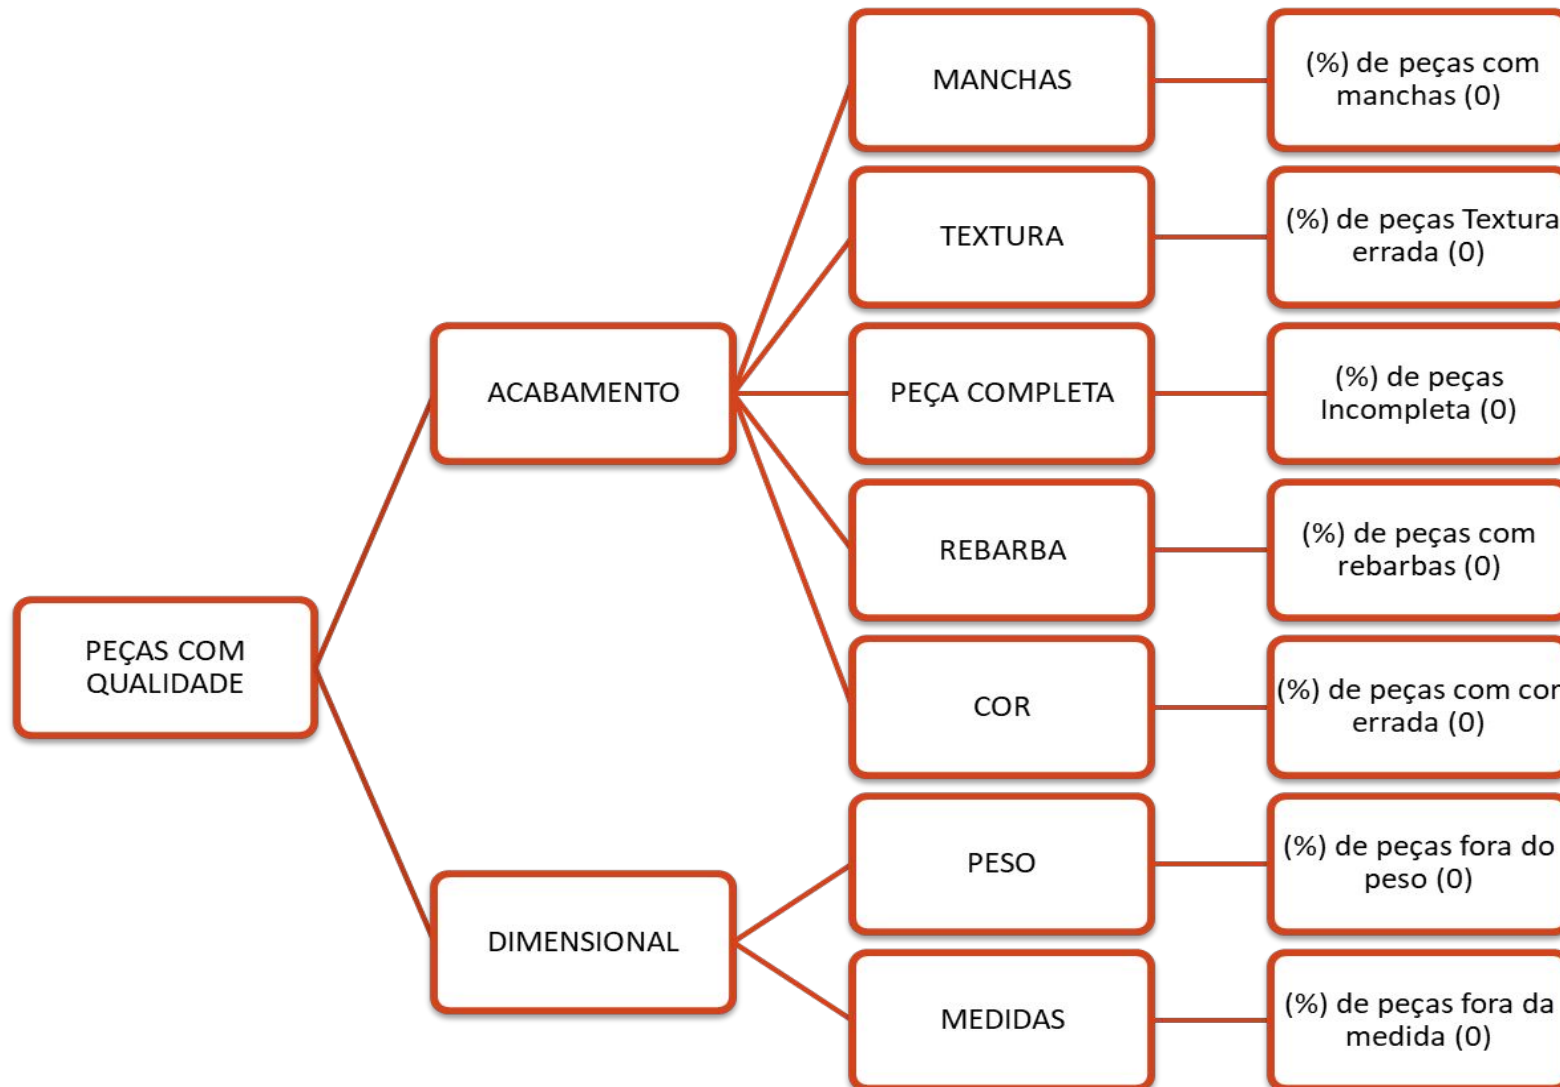 MANCHAS
(%) de peças com
manchas (0)
TEXTURA
(%) de peças Textura
errada (0)
ACABAMENTO
PEÇA COMPLETA
(%) de peças
Incompleta (0)
REBARBA
(%) de peças com
rebarbas (0)
PEÇAS COM
QUALIDADE
COR
(%) de peças com cor
errada (0)
PESO
(%) de peças fora do
peso (0)
DIMENSIONAL
MEDIDAS
(%) de peças fora da
medida (0)